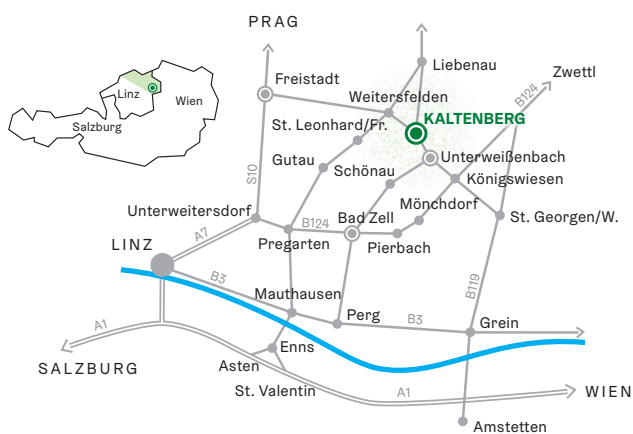 PRAG
Liebenau
Zwettl
Linz
Wien
Salzburg
Freistadt
Weitersfelden
B124
KALTENBERG
St. Leonhard/Fr.
Gutau
Schönau
Unterweißenbach
Königswiesen
S10
Unterweitersdorf
Mönchdorf
St. Georgen/W.
Bad Zell
B124
A7
Pregarten
Pierbach
LINZ
B3
B119
Mauthausen
Perg
B3
Grein
A1
Enns
SALZBURG
Asten
St. Valentin
A1
WIEN
Amstetten